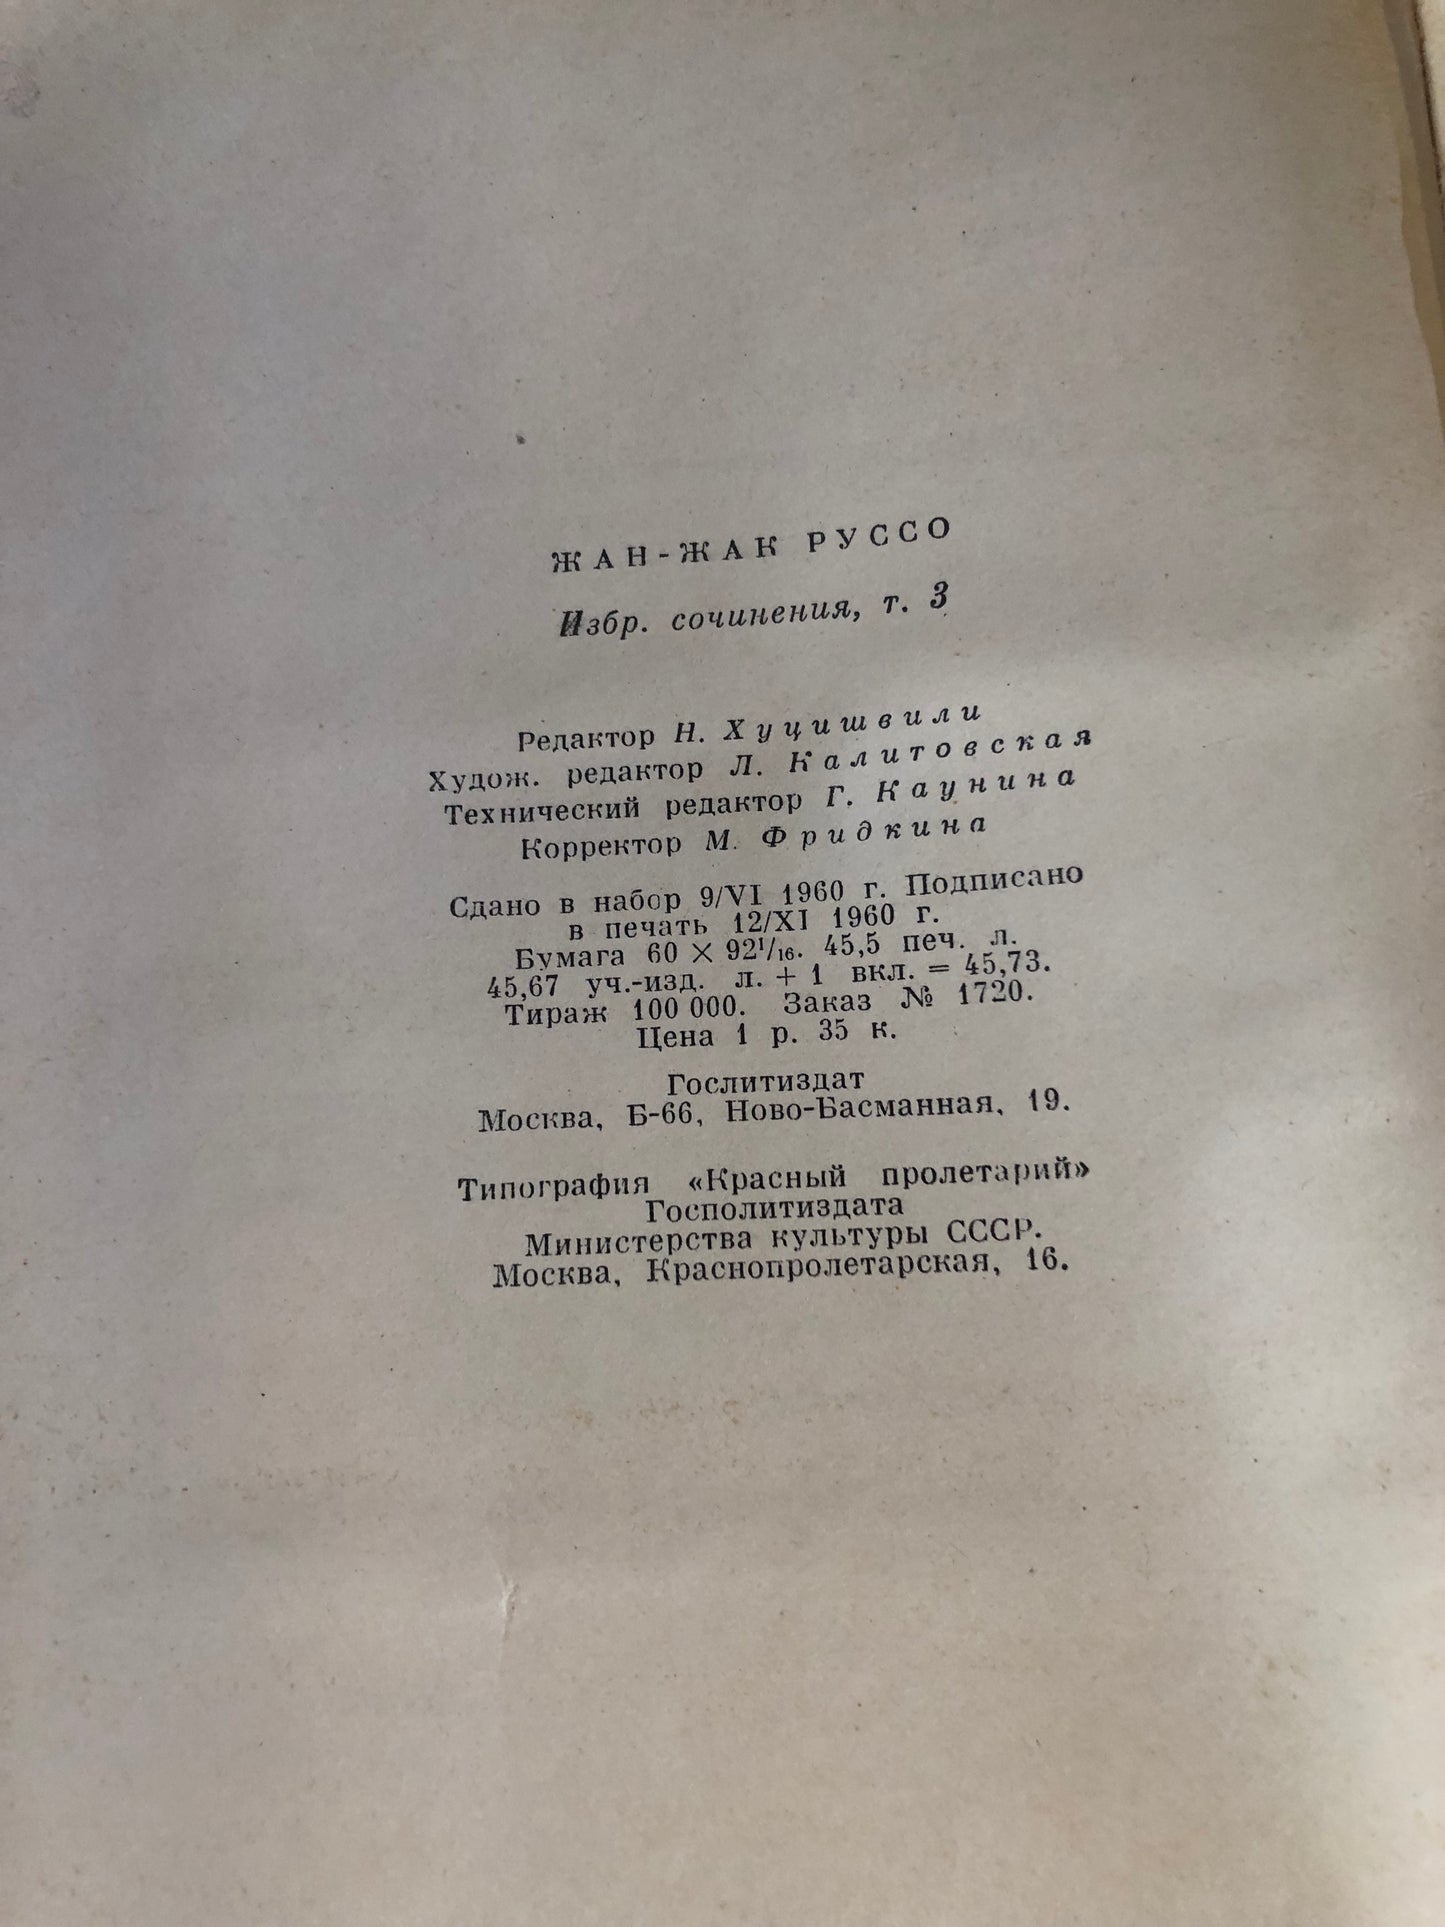 ЖАН-ЖАК РУССО
Избр. сочинения, т. 3
Редактор Н. Хуцишвили
Худож. редактор Л. Калитовская
Технический редактор Г. Каунина
Корректор М. Фридкина
Сдано в набор 9/VI 1960 г. Подписано
в печать 12/XI 1960 г.
Бумага 60 × 92¹/₁₆. 45,5 печ. л.
45,67 уч.-изд. л. + 1 вкл. = 45,73.
Тираж 100 000. Заказ № 1720.
Цена 1 р. 35 к.
Гослитиздат
Москва, Б-66, Ново-Басманная, 19.
Типография «Красный пролетарий»
Госполитиздата
Министерства культуры СССР.
Москва, Краснопролетарская, 16.